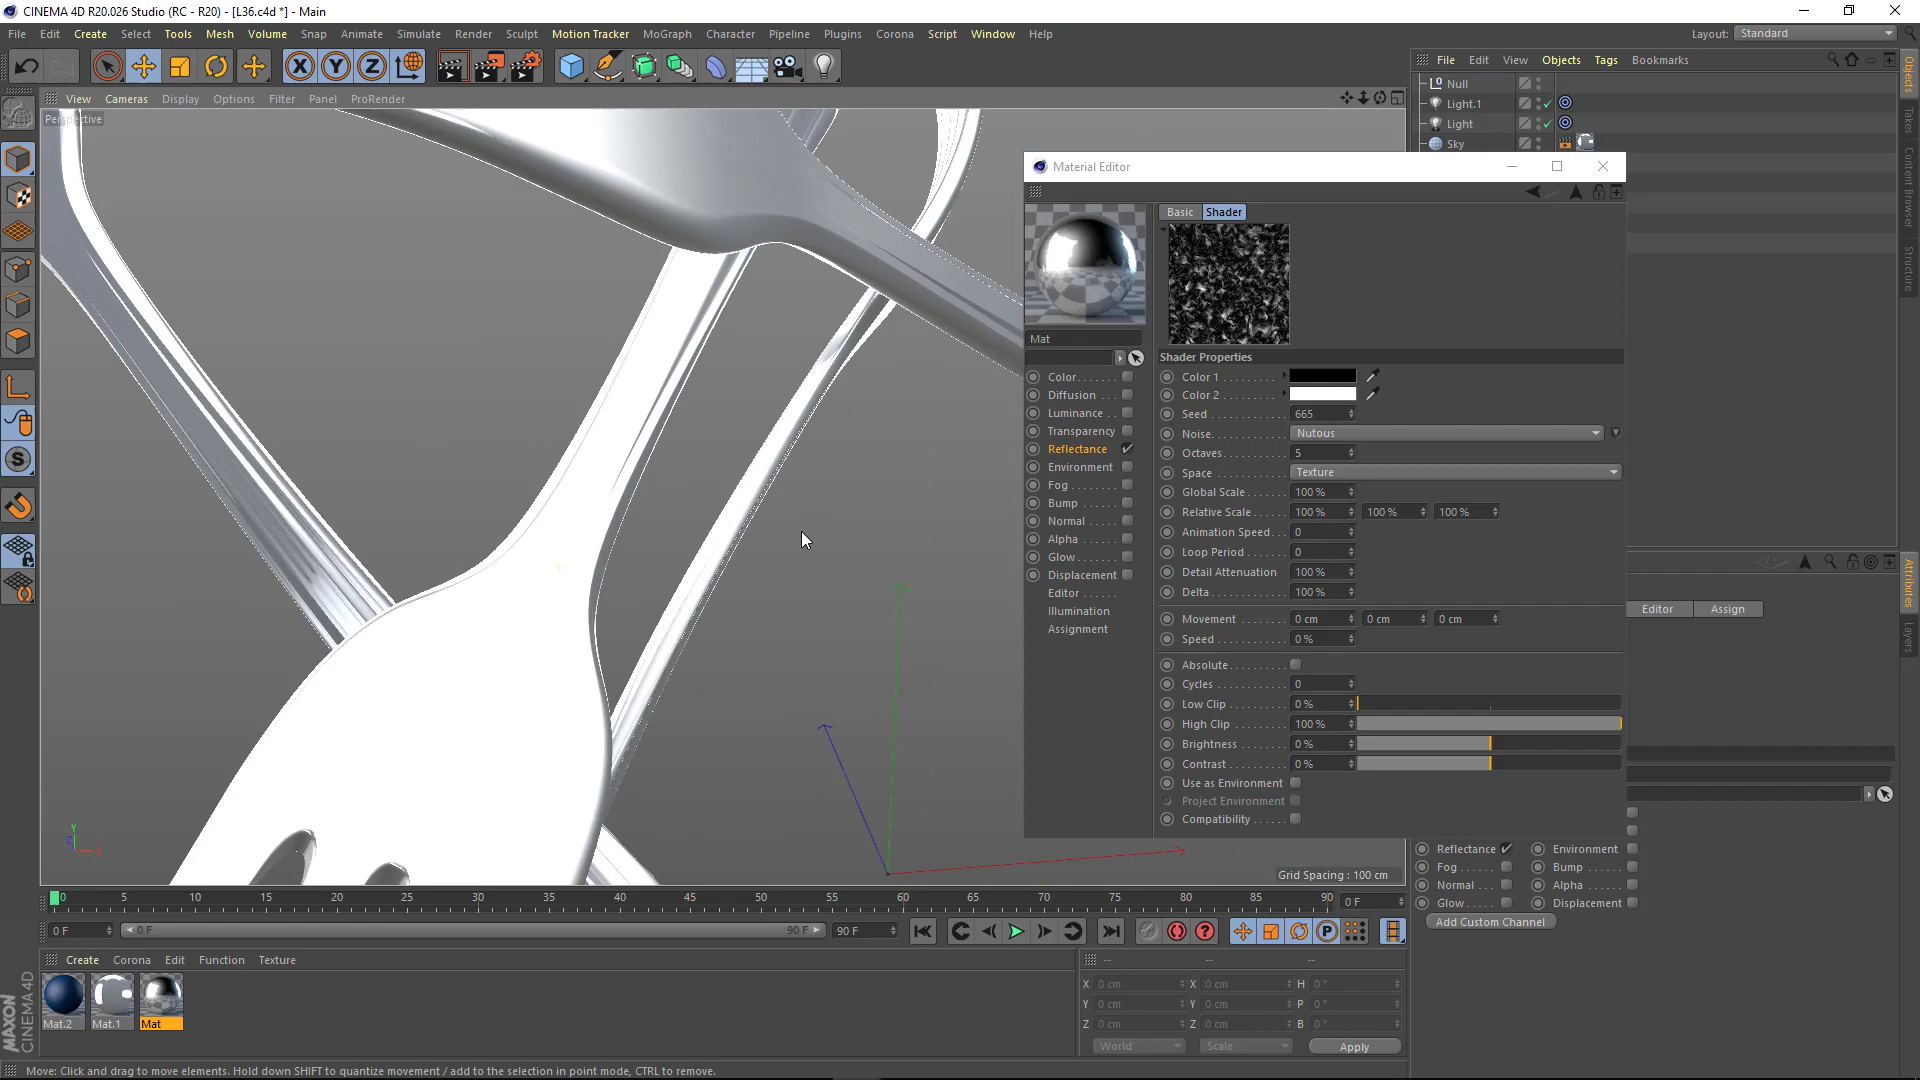 CINEMA 4D R20.026 Studio (RC - R20) - [L36.c4d *] - Main
File Edit Create Select Tools Mesh Volume Snap Animate Simulate Render Sculpt Motion Tracker MoGraph Character Pipeline Plugins Corona Script Window Help
Layout: Standard
View Cameras Display Options Filter Panel ProRender
Perspective
File Edit View Objects Tags Bookmarks
Null
Light.1
Light
Sky
Objects
Takes
Content Browser
Structure
Attributes
Layers
Material Editor
Basic Shader
Mat
Color
Diffusion
Luminance
Transparency
Reflectance
Environment
Fog
Bump
Normal
Alpha
Glow
Displacement
Editor
Illumination
Assignment
Shader Properties
Color 1
Color 2
Seed 665
Noise Nutous
Octaves 5
Space Texture
Global Scale 100 %
Relative Scale 100 % 100 % 100 %
Animation Speed 0
Loop Period 0
Detail Attenuation 100 %
Delta 100 %
Movement 0 cm 0 cm 0 cm
Speed 0 %
Absolute
Cycles 0
Low Clip 0 %
High Clip 100 %
Brightness 0 %
Contrast 0 %
Use as Environment
Project Environment
Compatibility
Editor Assign
Reflectance Environment
Fog Bump
Normal Alpha
Glow Displacement
Add Custom Channel
Y
Z X
Grid Spacing : 100 cm
0 5 10 15 20 25 30 35 40 45 50 55 60 65 70 75 80 85 90 0 F
0 F 0 F 90 F 90 F
Create Corona Edit Function Texture
Mat.2 Mat.1 Mat
-- -- --
X 0 cm X 0 cm H 0 °
Y 0 cm Y 0 cm P 0 °
Z 0 cm Z 0 cm B 0 °
World Scale Apply
MAXON
CINEMA 4D
Move: Click and drag to move elements. Hold down SHIFT to quantize movement / add to the selection in point mode, CTRL to remove.